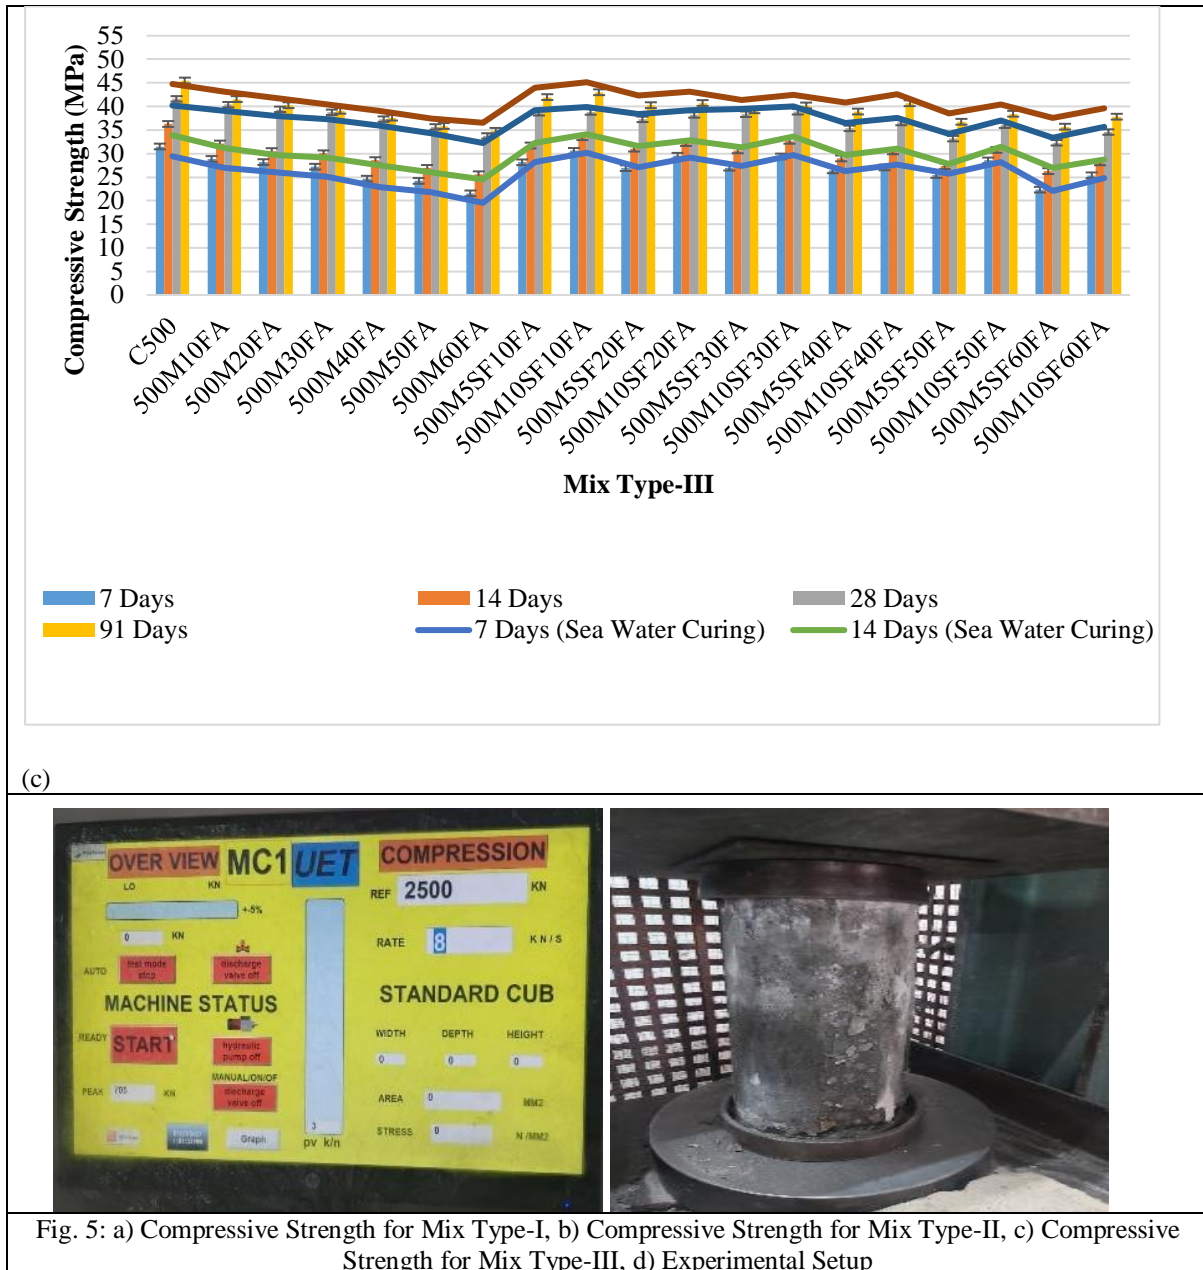 55
50
45
40
35
30
25
20
15
10
5
0
Compressive Strength (MPa)
C500
500M10FA
500M20FA
500M30FA
500M40FA
500M50FA
500M60FA
500M5SF10FA
500M10SF10FA
500M5SF20FA
500M10SF20FA
500M5SF30FA
500M10SF30FA
500M5SF40FA
500M10SF40FA
500M5SF50FA
500M10SF50FA
500M5SF60FA
500M10SF60FA
Mix Type-III
7 Days 14 Days 28 Days
91 Days 7 Days (Sea Water Curing) 14 Days (Sea Water Curing)
(c)
OVER VIEW MC1 UET COMPRESSION
LO KN
REF 2500 KN
+-5%
0 KN
RATE 8 K N / S
AUTO test mode stop discharge valve off
MACHINE STATUS
STANDARD CUB
READY START hydraulic pump off
WIDTH DEPTH HEIGHT
0 0 0
MANUAL/ON/OF
PEAK KN discharge valve off
AREA 0 MM2
STRESS 0 N /MM2
Graph
3
pv k/n
Fig. 5: a) Compressive Strength for Mix Type-I, b) Compressive Strength for Mix Type-II, c) Compressive
Strength for Mix Type-III, d) Experimental Setup